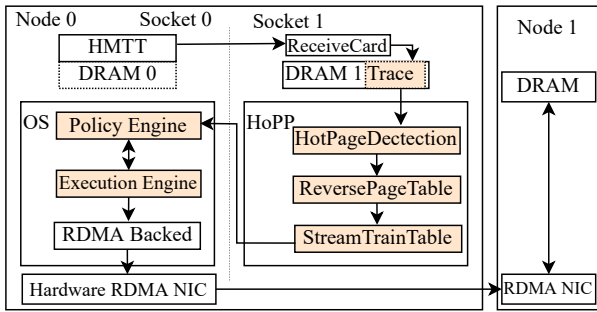 Node 0
Socket 0
Socket 1
Node 1
HMTT
ReceiveCard
DRAM 0
DRAM 1
Trace
DRAM
OS
HoPP
Policy Engine
HotPageDectection
Execution Engine
ReversePageTable
RDMA Backed
StreamTrainTable
Hardware RDMA NIC
RDMA NIC